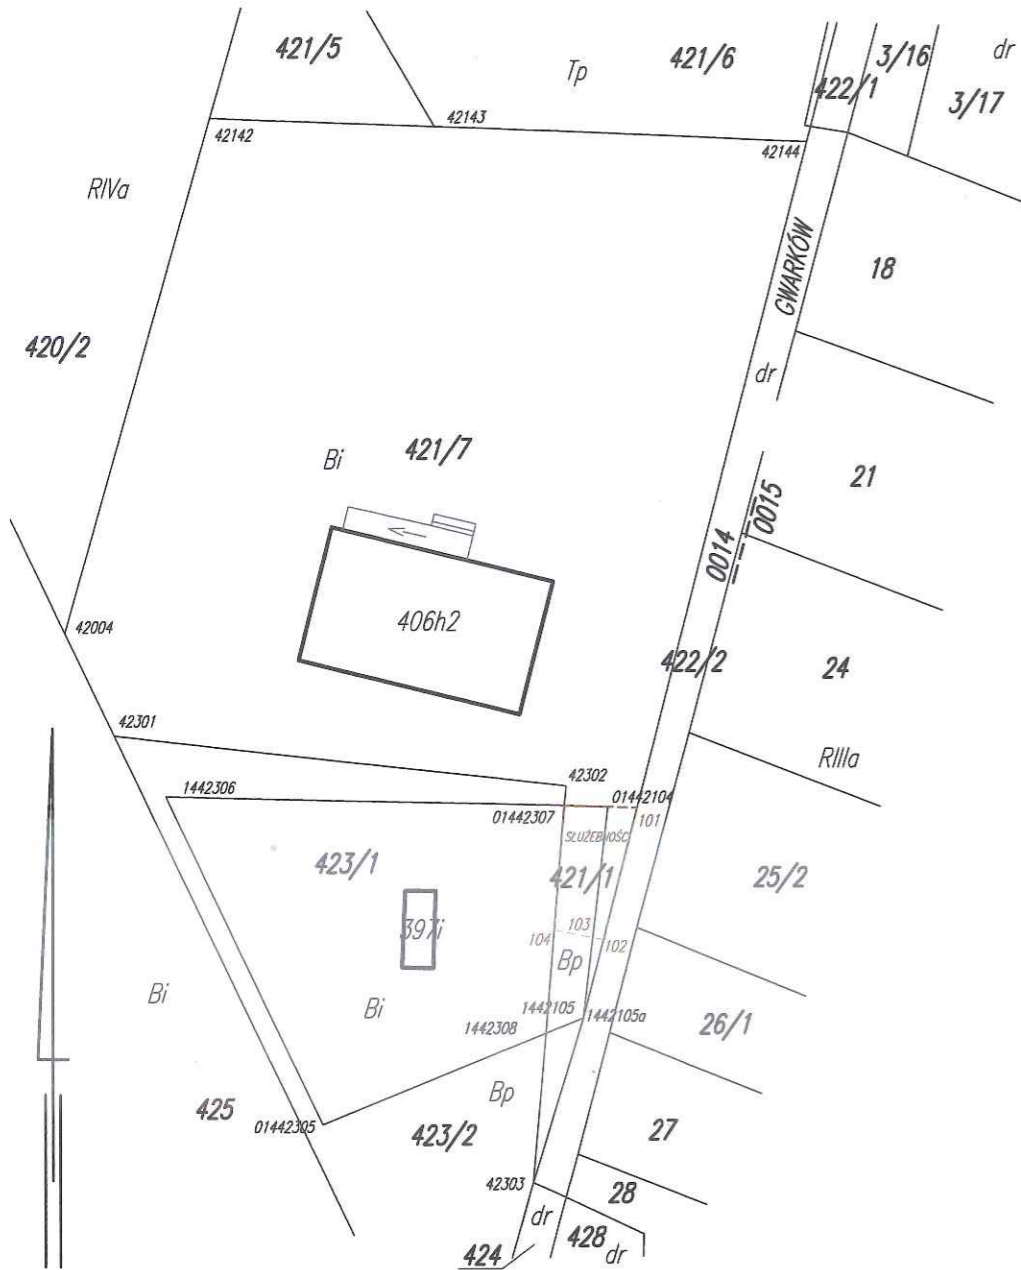 421/5
Tp
421/6
422/1
3/16
dr
3/17
42142
42143
42144
RIVa
GWARKÓW
18
420/2
dr
Bi
421/7
21
0014
0015
406h2
42004
422/2
24
42301
RIIIa
42302
1442306
01442307
01442104
101
SŁUŻEBNOŚĆ
423/1
421/1
25/2
397i
103
104
102
Bp
Bi
Bi
1442105
1442105a
1442308
26/1
Bp
425
01442305
423/2
27
42303
28
dr
428
424
dr